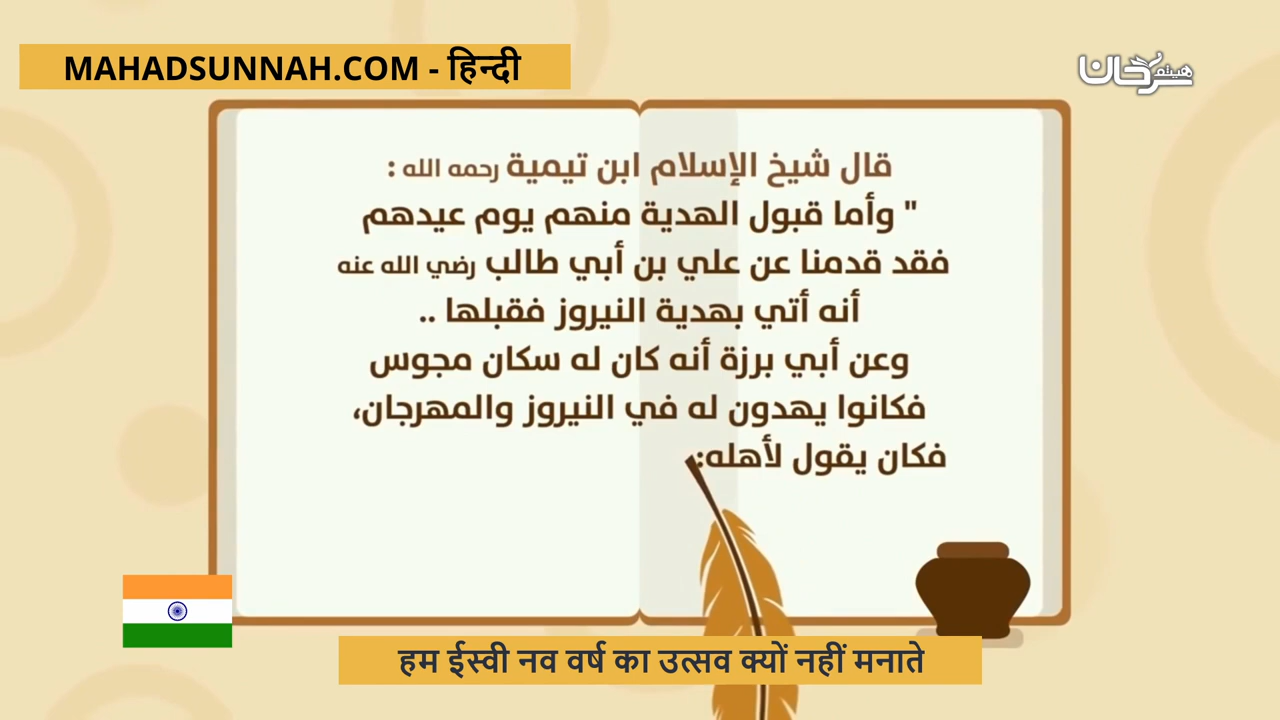 MAHADSUNNAH.COM - हिन्दी
هيثم سرحان
قال شيخ الإسلام ابن تيمية رحمه الله :
" وأما قبول الهدية منهم يوم عيدهم
فقد قدمنا عن علي بن أبي طالب رضي الله عنه
أنه أتي بهدية النيروز فقبلها ..
وعن أبي برزة أنه كان له سكان مجوس
فكانوا يهدون له في النيروز والمهرجان،
فكان يقول لأهله:
हम ईस्वी नव वर्ष का उत्सव क्यों नहीं मनाते